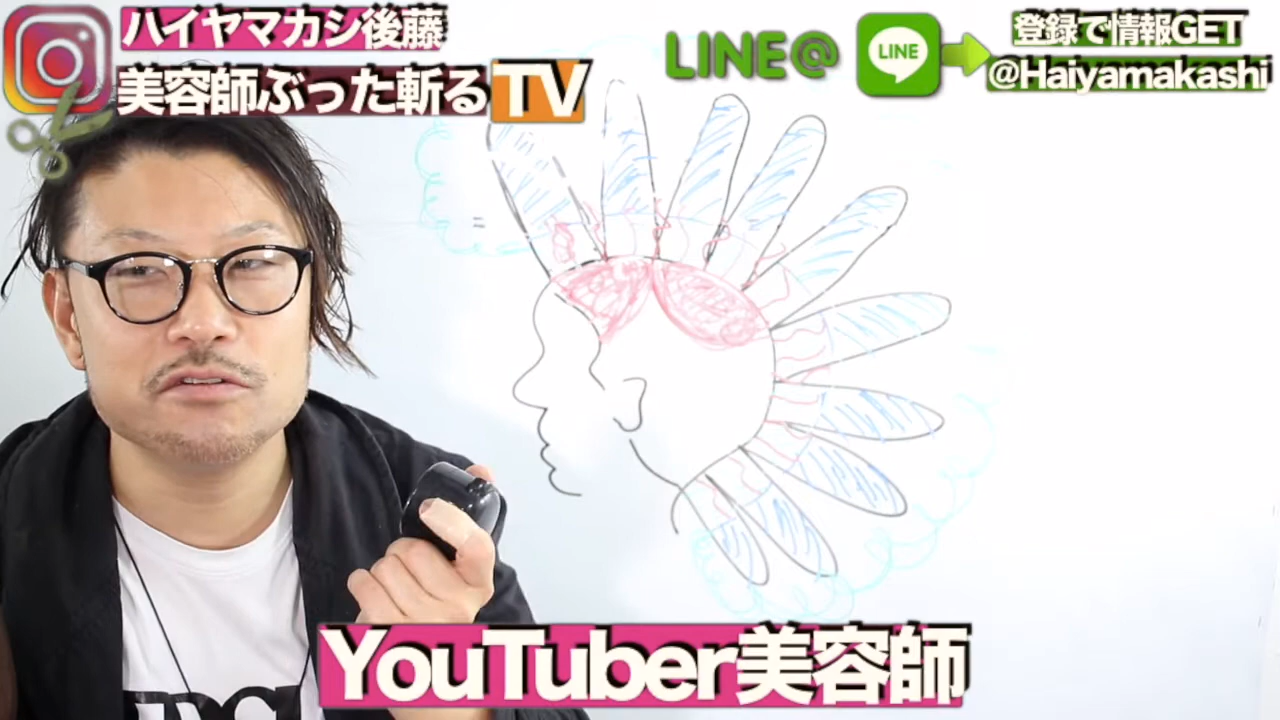 ハイヤマカシ後藤
美容師ぶった斬るTV
LINE@
LINE
登録で情報GET
@Haiyamakashi
YouTuber美容師